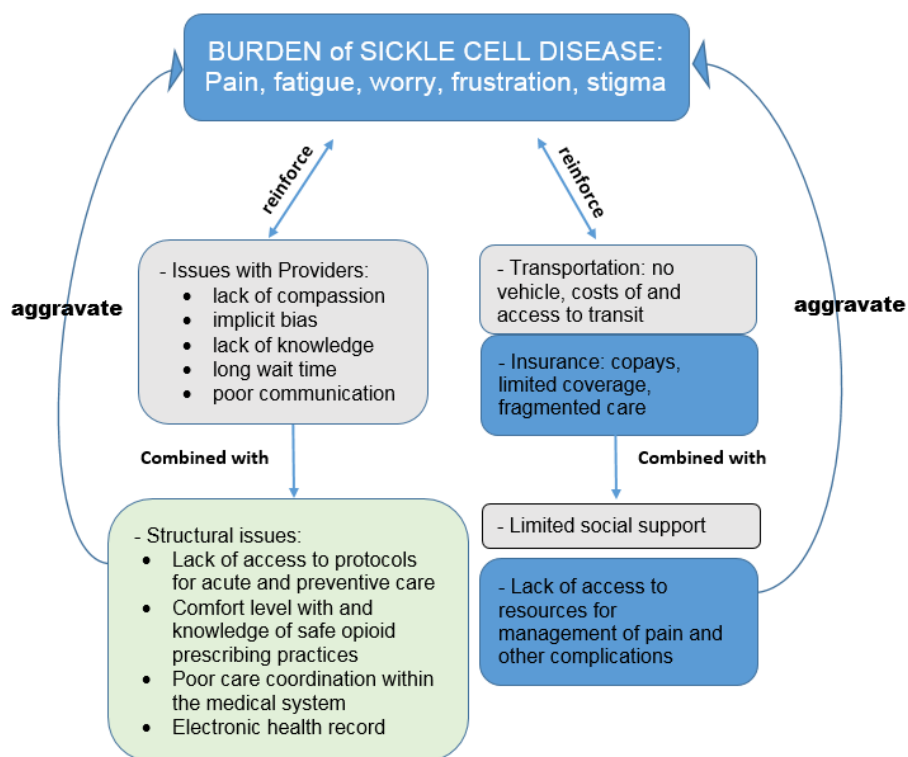 BURDEN of SICKLE CELL DISEASE:
Pain, fatigue, worry, frustration, stigma
reinforce
reinforce
aggravate
aggravate
- Issues with Providers:
• lack of compassion
• implicit bias
• lack of knowledge
• long wait time
• poor communication
- Transportation: no
vehicle, costs of and
access to transit
- Insurance: copays,
limited coverage,
fragmented care
Combined with
Combined with
- Structural issues:
• Lack of access to protocols
for acute and preventive care
• Comfort level with and
knowledge of safe opioid
prescribing practices
• Poor care coordination within
the medical system
• Electronic health record
- Limited social support
- Lack of access to
resources for
management of pain and
other complications